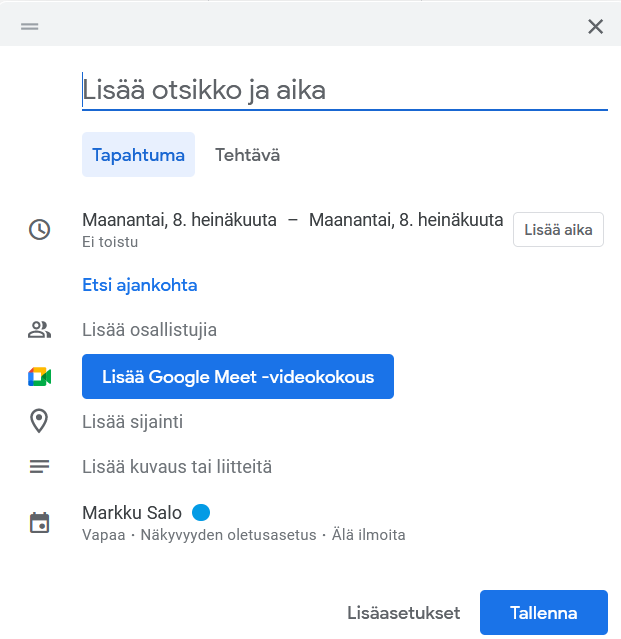 Lisää otsikko ja aika
Tapahtuma Tehtävä
Maanantai, 8. heinäkuuta – Maanantai, 8. heinäkuuta Lisää aika
Ei toistu
Etsi ajankohta
Lisää osallistujia
Lisää Google Meet -videokokous
Lisää sijainti
Lisää kuvaus tai liitteitä
Markku Salo
Vapaa · Näkyvyyden oletusasetus · Älä ilmoita
Lisäasetukset Tallenna